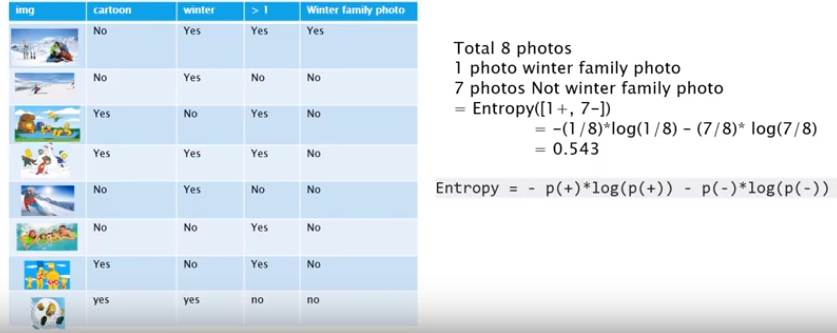 img cartoon winter > 1 Winter family photo
No Yes Yes Yes
No Yes No No
Yes No Yes No
Yes Yes Yes No
No Yes No No
No No Yes No
Yes No Yes No
yes yes no no
Total 8 photos
1 photo winter family photo
7 photos Not winter family photo
= Entropy([1+, 7-])
= -(1/8)*log(1/8) - (7/8)* log(7/8)
= 0.543
Entropy = - p(+)*log(p(+)) - p(-)*log(p(-))